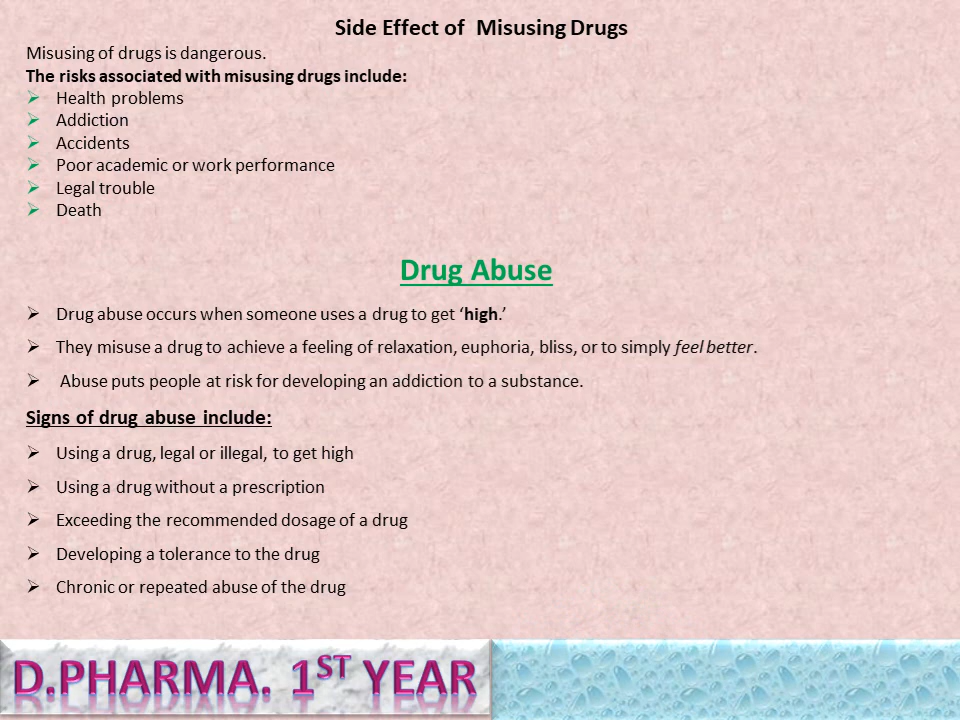 Side Effect of  Misusing Drugs
Misusing of drugs is dangerous.
The risks associated with misusing drugs include:
➢ Health problems
➢ Addiction
➢ Accidents
➢ Poor academic or work performance
➢ Legal trouble
➢ Death
Drug Abuse
➢ Drug abuse occurs when someone uses a drug to get ‘high.’
➢ They misuse a drug to achieve a feeling of relaxation, euphoria, bliss, or to simply feel better.
➢ Abuse puts people at risk for developing an addiction to a substance.
Signs of drug abuse include:
➢ Using a drug, legal or illegal, to get high
➢ Using a drug without a prescription
➢ Exceeding the recommended dosage of a drug
➢ Developing a tolerance to the drug
➢ Chronic or repeated abuse of the drug
D.PHARMA. 1ST YEAR